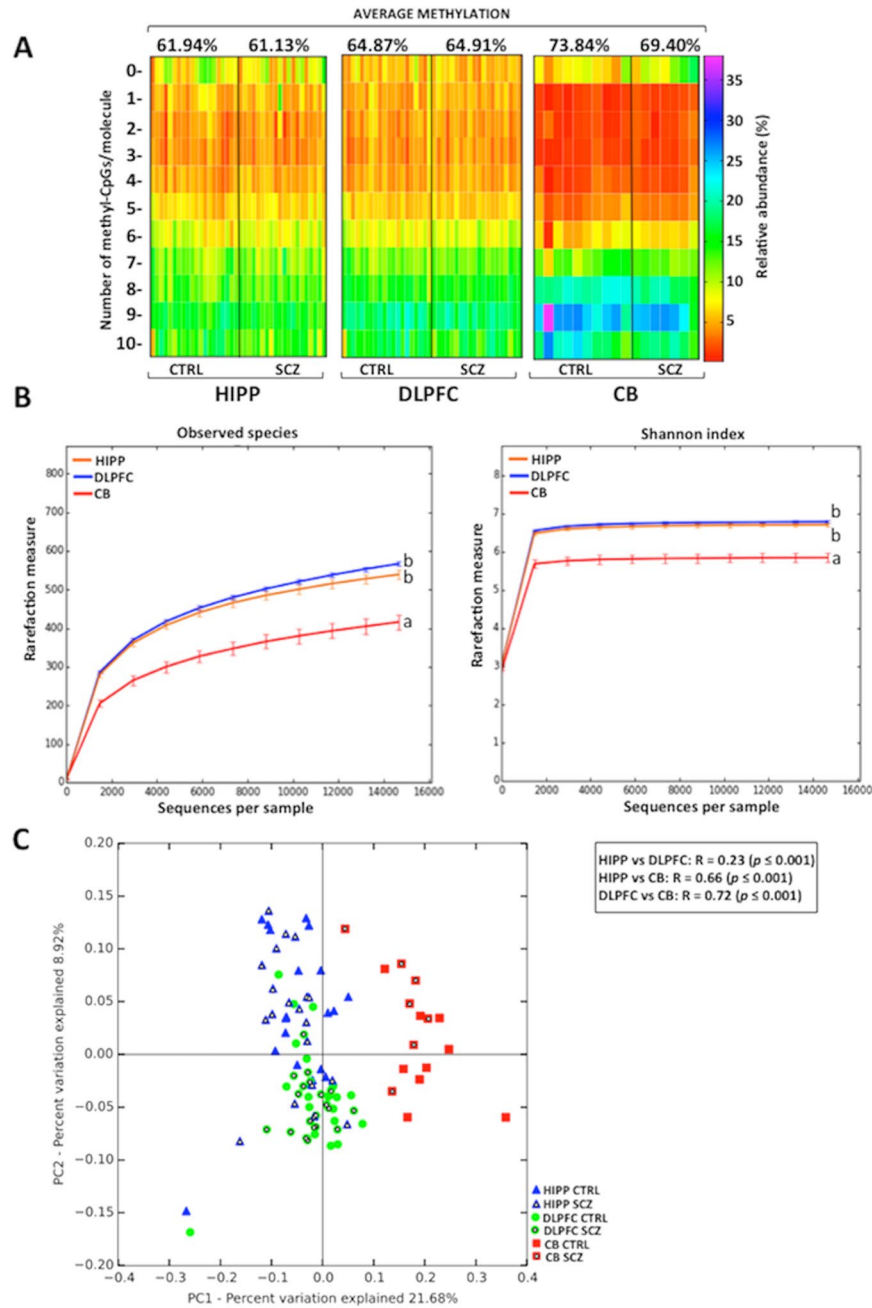 AVERAGE METHYLATION
A
61.94% 61.13% 64.87% 64.91% 73.84% 69.40%
Number of methyl-CpGs/molecule
0-
1-
2-
3-
4-
5-
6-
7-
8-
9-
10-
35
30
25
20
15
10
5
Relative abundance (%)
CTRL SCZ CTRL SCZ CTRL SCZ
HIPP DLPFC CB
B
Observed species
HIPP
DLPFC
CB
Rarefaction measure
800
700
600
500
400
300
200
100
0
b
b
a
0 2000 4000 6000 8000 10000 12000 14000 16000
Sequences per sample
Shannon index
HIPP
DLPFC
CB
Rarefaction measure
8
7
6
5
4
3
2
1
0
b
b
a
0 2000 4000 6000 8000 10000 12000 14000 16000
Sequences per sample
C
PC2 - Percent variation explained 8.92%
0.20
0.15
0.10
0.05
0.00
−0.05
−0.10
−0.15
−0.20
−0.4 −0.3 −0.2 −0.1 0.0 0.1 0.2 0.3 0.4
PC1 - Percent variation explained 21.68%
HIPP vs DLPFC: R = 0.23 (p ≤ 0.001)
HIPP vs CB: R = 0.66 (p ≤ 0.001)
DLPFC vs CB: R = 0.72 (p ≤ 0.001)
HIPP CTRL
HIPP SCZ
DLPFC CTRL
DLPFC SCZ
CB CTRL
CB SCZ